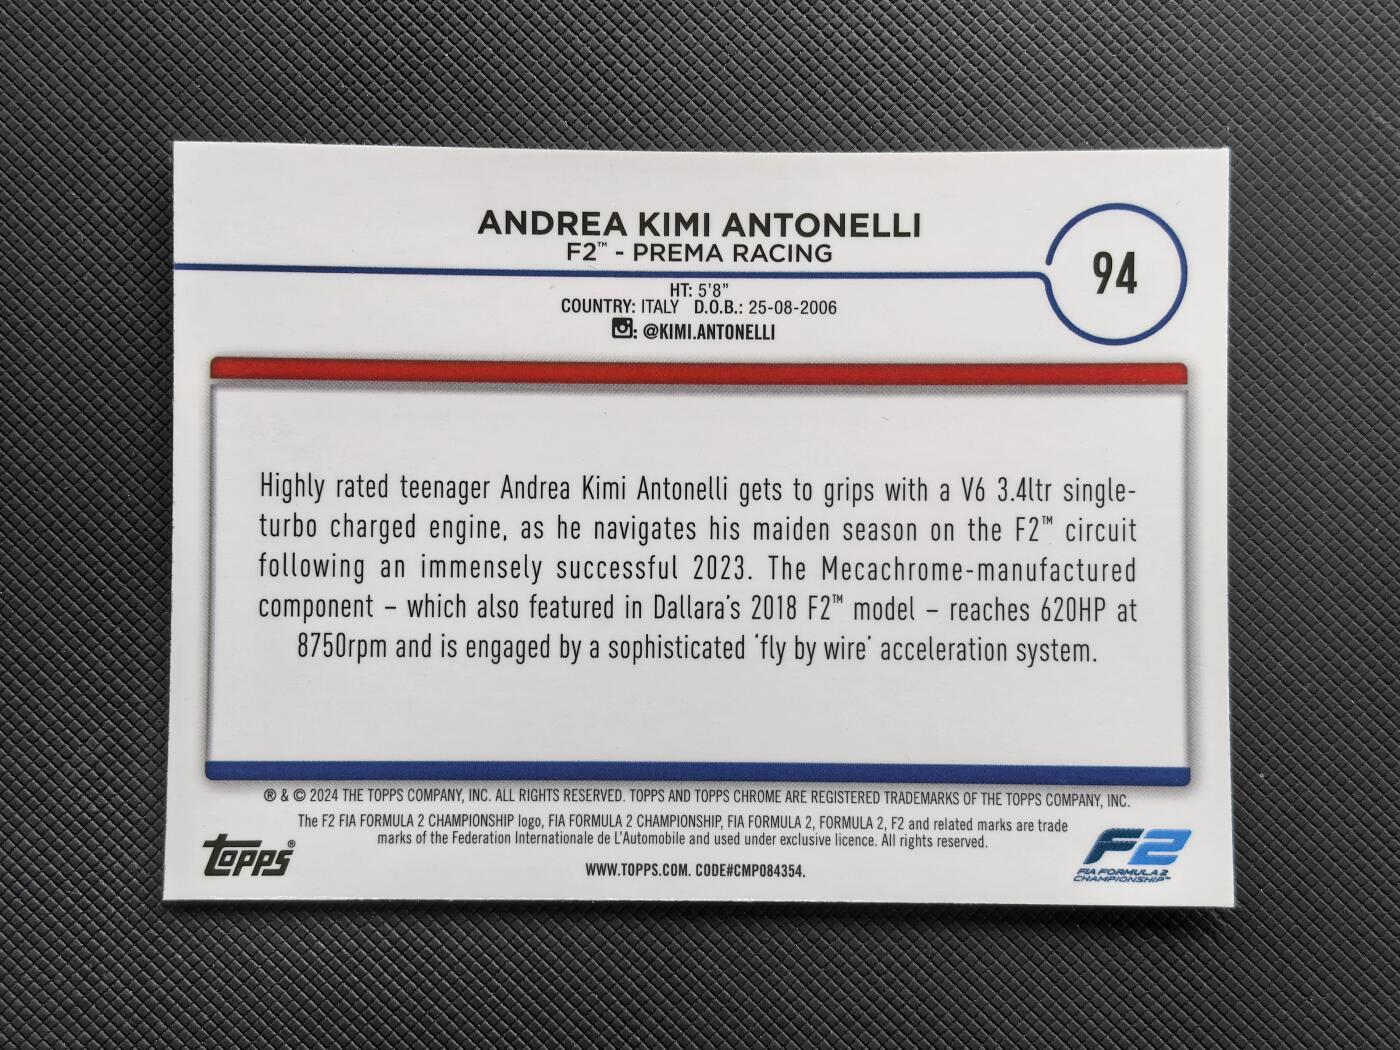 ANDREA KIMI ANTONELLI
F2™ - PREMA RACING
94
HT: 5'8"
COUNTRY: ITALY D.O.B.: 25-08-2006
: @KIMI.ANTONELLI
Highly rated teenager Andrea Kimi Antonelli gets to grips with a V6 3.4ltr single-
turbo charged engine, as he navigates his maiden season on the F2™ circuit
following an immensely successful 2023. The Mecachrome-manufactured
component – which also featured in Dallara's 2018 F2™ model – reaches 620HP at
8750rpm and is engaged by a sophisticated 'fly by wire' acceleration system.
® & © 2024 THE TOPPS COMPANY, INC. ALL RIGHTS RESERVED. TOPPS AND TOPPS CHROME ARE REGISTERED TRADEMARKS OF THE TOPPS COMPANY, INC.
The F2 FIA FORMULA 2 CHAMPIONSHIP logo, FIA FORMULA 2 CHAMPIONSHIP, FIA FORMULA 2, FORMULA 2, F2 and related marks are trade
marks of the Federation Internationale de L'Automobile and used under exclusive licence. All rights reserved.
WWW.TOPPS.COM. CODE#CMP084354.
topps®
F2
FIA FORMULA 2
CHAMPIONSHIP™